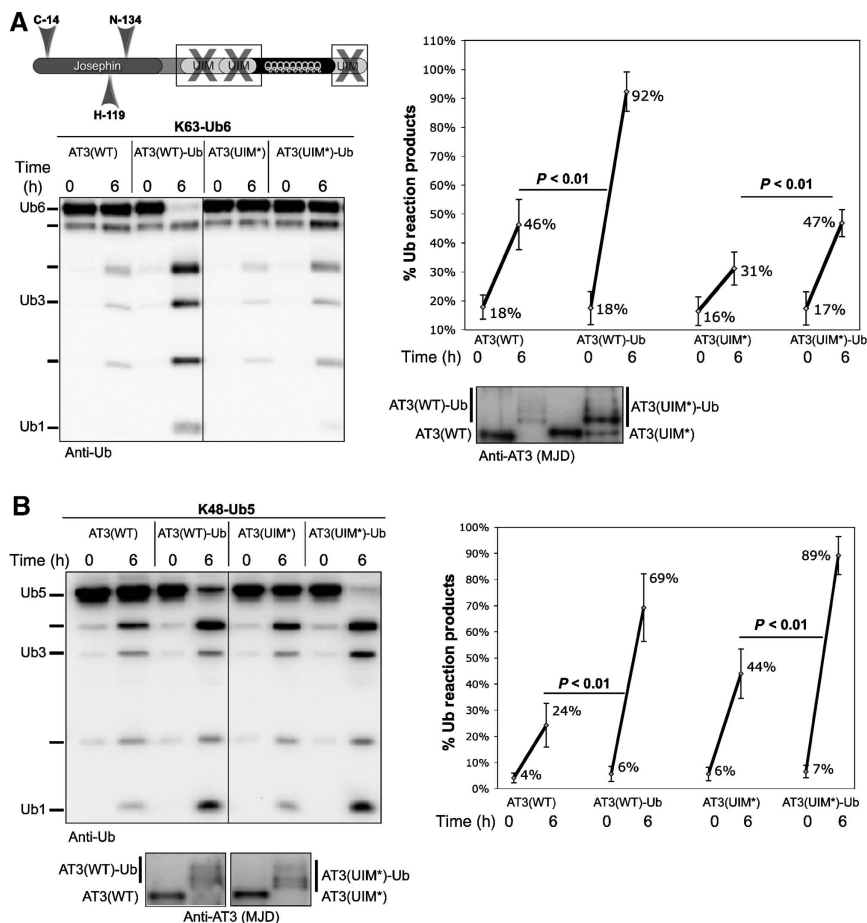 A
C-14
N-134
Josephin
UIM
UIM
QQQQQQQQQ
UIM
H-119
K63-Ub6
AT3(WT) AT3(WT)-Ub AT3(UIM*) AT3(UIM*)-Ub
Time
(h)
0 6 0 6 0 6 0 6
Ub6
Ub3
Ub1
Anti-Ub
% Ub reaction products
110%
100%
90%
80%
70%
60%
50%
40%
30%
20%
10%
P < 0.01
P < 0.01
18%
46%
18%
92%
16%
31%
17%
47%
AT3(WT) AT3(WT)-Ub AT3(UIM*) AT3(UIM*)-Ub
Time (h) 0 6 0 6 0 6 0 6
AT3(WT)-Ub
AT3(WT)
AT3(UIM*)-Ub
AT3(UIM*)
Anti-AT3 (MJD)
B
K48-Ub5
AT3(WT) AT3(WT)-Ub AT3(UIM*) AT3(UIM*)-Ub
Time (h) 0 6 0 6 0 6 0 6
Ub5
Ub3
Ub1
Anti-Ub
AT3(WT)-Ub
AT3(WT)
AT3(UIM*)-Ub
AT3(UIM*)
Anti-AT3 (MJD)
% Ub reaction products
100%
90%
80%
70%
60%
50%
40%
30%
20%
10%
0%
P < 0.01
P < 0.01
4%
24%
6%
69%
6%
44%
7%
89%
AT3(WT) AT3(WT)-Ub AT3(UIM*) AT3(UIM*)-Ub
Time (h) 0 6 0 6 0 6 0 6